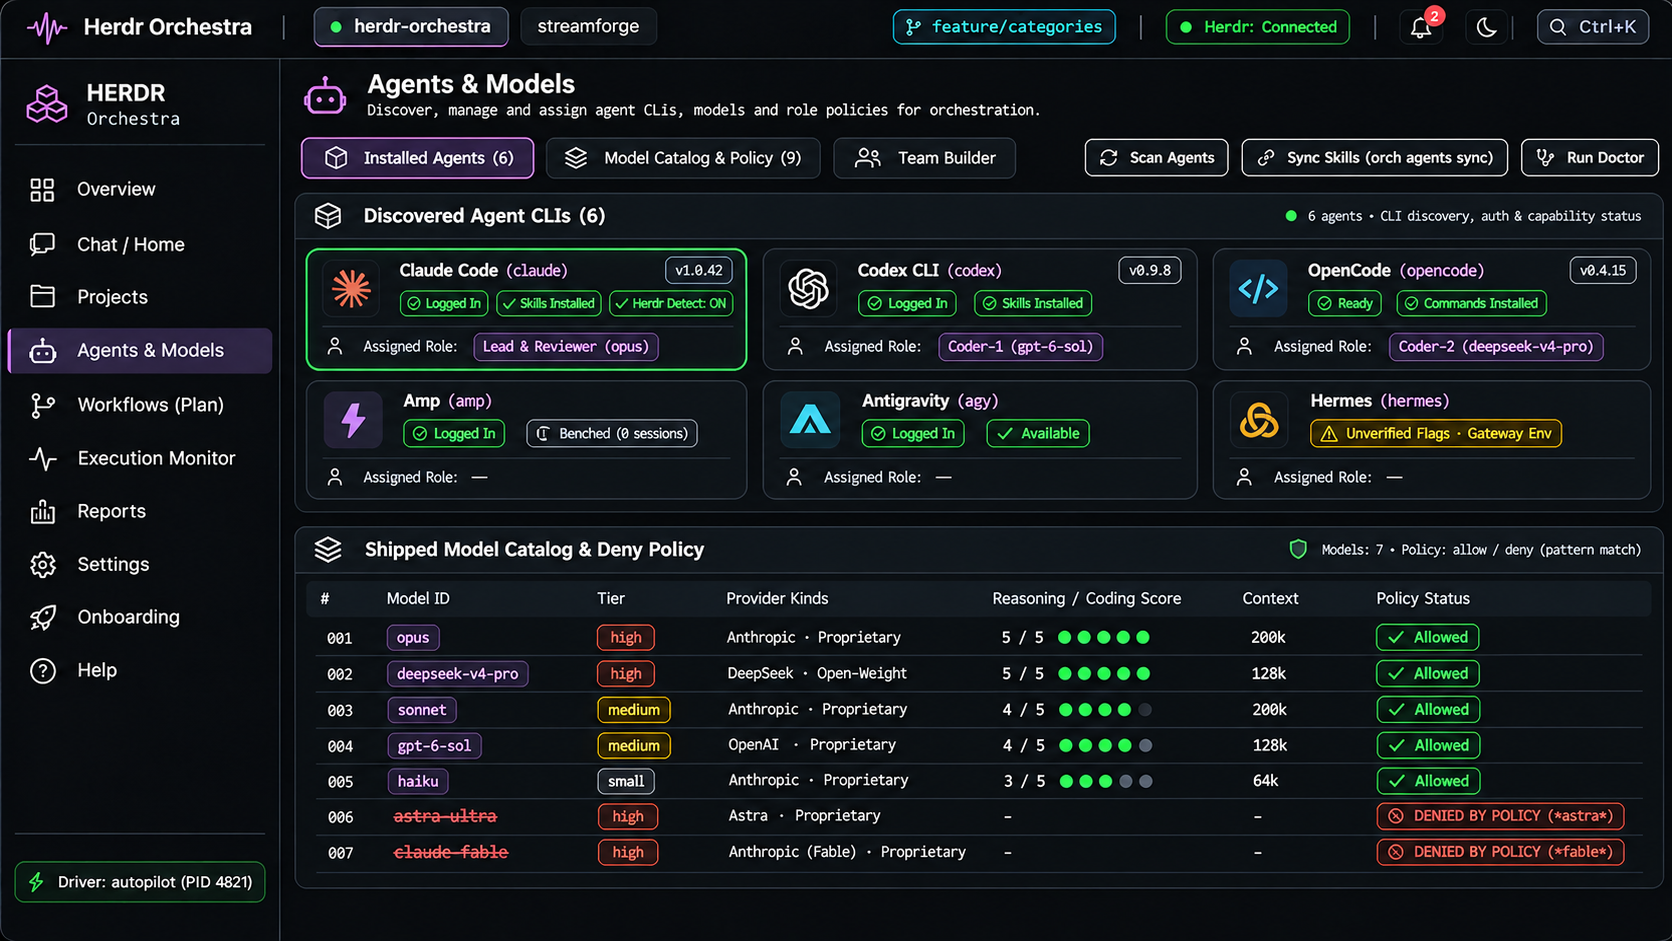 Herdr Orchestra
herdr-orchestra
streamforge
feature/categories
Herdr: Connected
2
Ctrl+K
HERDR
Orchestra
Overview
Chat / Home
Projects
Agents & Models
Workflows (Plan)
Execution Monitor
Reports
Settings
Onboarding
Help
Driver: autopilot (PID 4821)
Agents & Models
Discover, manage and assign agent CLIs, models and role policies for orchestration.
Installed Agents (6)
Model Catalog & Policy (9)
Team Builder
Scan Agents
Sync Skills (orch agents sync)
Run Doctor
Discovered Agent CLIs (6)
6 agents • CLI discovery, auth & capability status
Claude Code (claude)
v1.0.42
Logged In
Skills Installed
Herdr Detect: ON
Assigned Role: Lead & Reviewer (opus)
Codex CLI (codex)
v0.9.8
Logged In
Skills Installed
Assigned Role: Coder-1 (gpt-6-sol)
OpenCode (opencode)
v0.4.15
Ready
Commands Installed
Assigned Role: Coder-2 (deepseek-v4-pro)
Amp (amp)
Logged In
Benched (0 sessions)
Assigned Role: —
Antigravity (agy)
Logged In
Available
Assigned Role: —
Hermes (hermes)
Unverified Flags · Gateway Env
Assigned Role: —
Shipped Model Catalog & Deny Policy
Models: 7 • Policy: allow / deny (pattern match)
# Model ID Tier Provider Kinds Reasoning / Coding Score Context Policy Status
001 opus high Anthropic · Proprietary 5 / 5 200k Allowed
002 deepseek-v4-pro high DeepSeek · Open-Weight 5 / 5 128k Allowed
003 sonnet medium Anthropic · Proprietary 4 / 5 200k Allowed
004 gpt-6-sol medium OpenAI · Proprietary 4 / 5 128k Allowed
005 haiku small Anthropic · Proprietary 3 / 5 64k Allowed
006 astra-ultra high Astra · Proprietary – – DENIED BY POLICY (*astra*)
007 claude-fable high Anthropic (Fable) · Proprietary – – DENIED BY POLICY (*fable*)